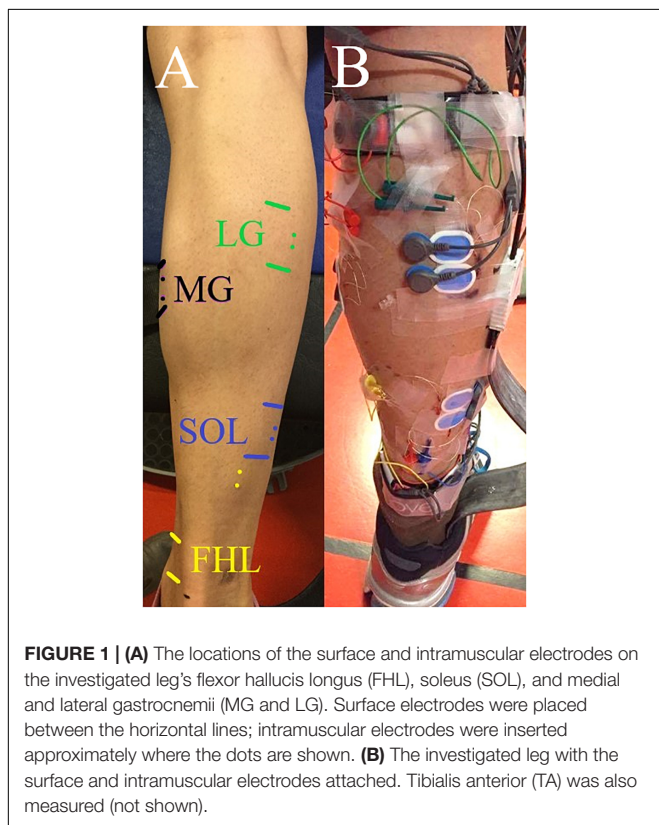 A
B
LG
MG
SOL
FHL
OVE
FIGURE 1 | (A) The locations of the surface and intramuscular electrodes on
the investigated leg's flexor hallucis longus (FHL), soleus (SOL), and medial
and lateral gastrocnemii (MG and LG). Surface electrodes were placed
between the horizontal lines; intramuscular electrodes were inserted
approximately where the dots are shown. (B) The investigated leg with the
surface and intramuscular electrodes attached. Tibialis anterior (TA) was also
measured (not shown).